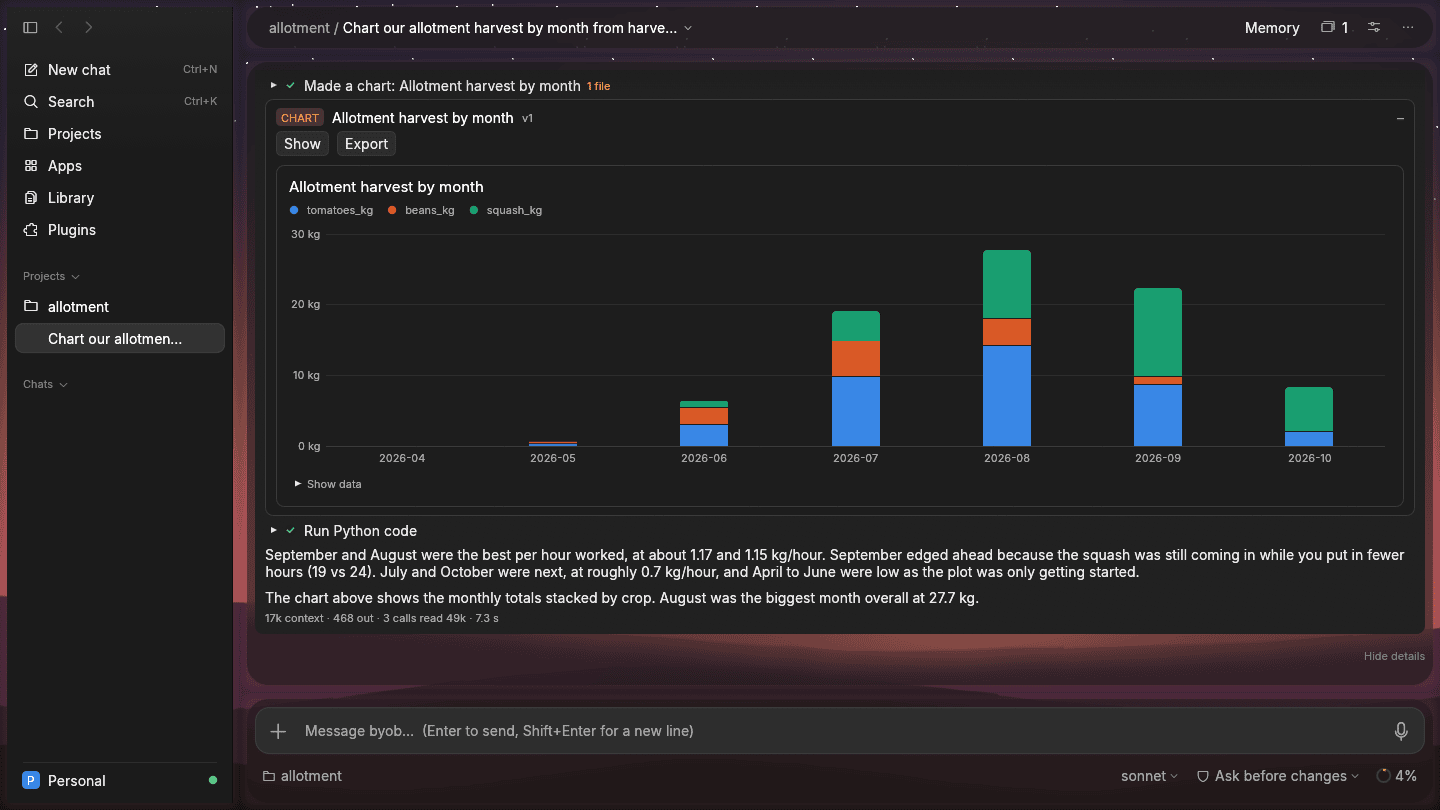 allotment / Chart our allotment harvest by month from harve...
Memory
1
New chat Ctrl+N
Search Ctrl+K
Projects
Apps
Library
Plugins
Projects
allotment
Chart our allotmen...
Chats
Personal
P
Made a chart: Allotment harvest by month 1 file
CHART Allotment harvest by month v1
Show Export
Allotment harvest by month
tomatoes_kg beans_kg squash_kg
30 kg
20 kg
10 kg
0 kg
2026-04 2026-05 2026-06 2026-07 2026-08 2026-09 2026-10
Show data
Run Python code
September and August were the best per hour worked, at about 1.17 and 1.15 kg/hour. September edged ahead because the squash was still coming in while you put in fewer
hours (19 vs 24). July and October were next, at roughly 0.7 kg/hour, and April to June were low as the plot was only getting started.
The chart above shows the monthly totals stacked by crop. August was the biggest month overall at 27.7 kg.
17k context · 468 out · 3 calls read 49k · 7.3 s
Hide details
Message byob... (Enter to send, Shift+Enter for a new line)
allotment
sonnet Ask before changes 4%